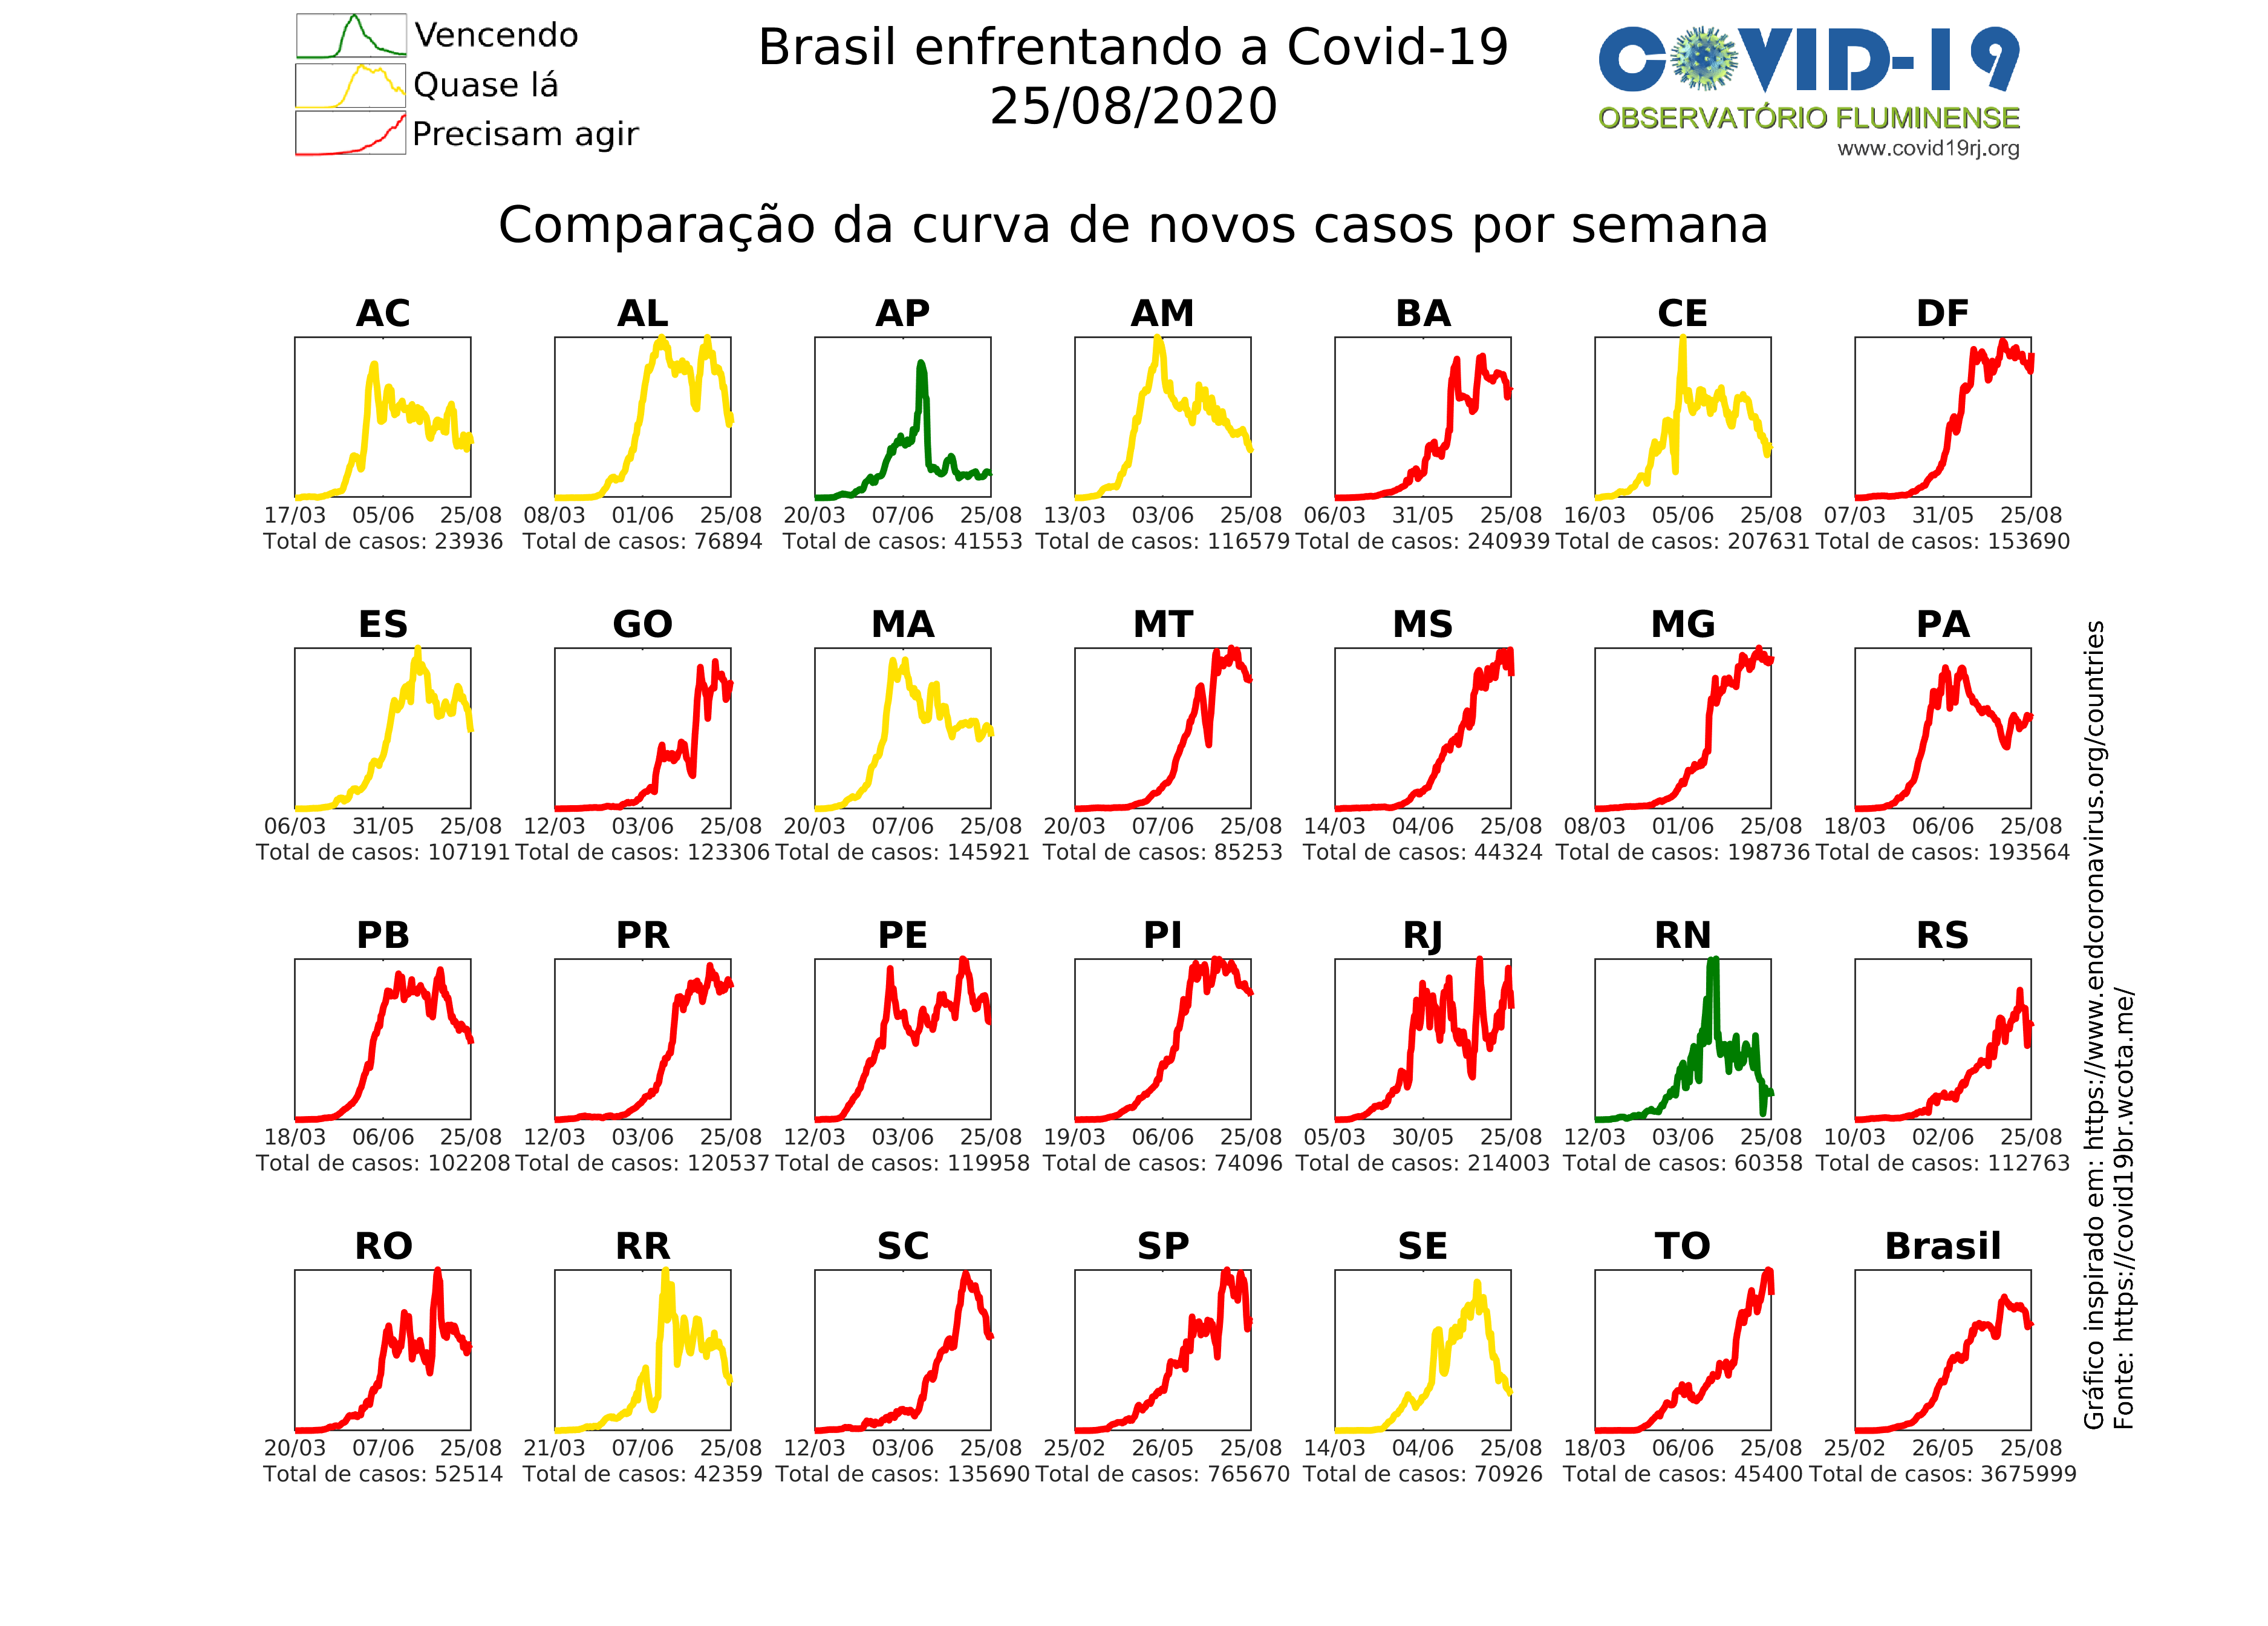 Vencendo
Quase lá
Precisam agir
Brasil enfrentando a Covid-19
25/08/2020
COVID-19
OBSERVATÓRIO FLUMINENSE
www.covid19rj.org
Comparação da curva de novos casos por semana
AC
17/03 05/06 25/08
Total de casos: 23936
AL
08/03 01/06 25/08
Total de casos: 76894
AP
20/03 07/06 25/08
Total de casos: 41553
AM
13/03 03/06 25/08
Total de casos: 116579
BA
06/03 31/05 25/08
Total de casos: 240939
CE
16/03 05/06 25/08
Total de casos: 207631
DF
07/03 31/05 25/08
Total de casos: 153690
ES
06/03 31/05 25/08
Total de casos: 107191
GO
12/03 03/06 25/08
Total de casos: 123306
MA
20/03 07/06 25/08
Total de casos: 145921
MT
20/03 07/06 25/08
Total de casos: 85253
MS
14/03 04/06 25/08
Total de casos: 44324
MG
08/03 01/06 25/08
Total de casos: 198736
PA
18/03 06/06 25/08
Total de casos: 193564
PB
18/03 06/06 25/08
Total de casos: 102208
PR
12/03 03/06 25/08
Total de casos: 120537
PE
12/03 03/06 25/08
Total de casos: 119958
PI
19/03 06/06 25/08
Total de casos: 74096
RJ
05/03 30/05 25/08
Total de casos: 214003
RN
12/03 03/06 25/08
Total de casos: 60358
RS
10/03 02/06 25/08
Total de casos: 112763
RO
20/03 07/06 25/08
Total de casos: 52514
RR
21/03 07/06 25/08
Total de casos: 42359
SC
12/03 03/06 25/08
Total de casos: 135690
SP
25/02 26/05 25/08
Total de casos: 765670
SE
14/03 04/06 25/08
Total de casos: 70926
TO
18/03 06/06 25/08
Total de casos: 45400
Brasil
25/02 26/05 25/08
Total de casos: 3675999
Gráfico inspirado em: https://www.endcoronavirus.org/countries
Fonte: https://covid19br.wcota.me/